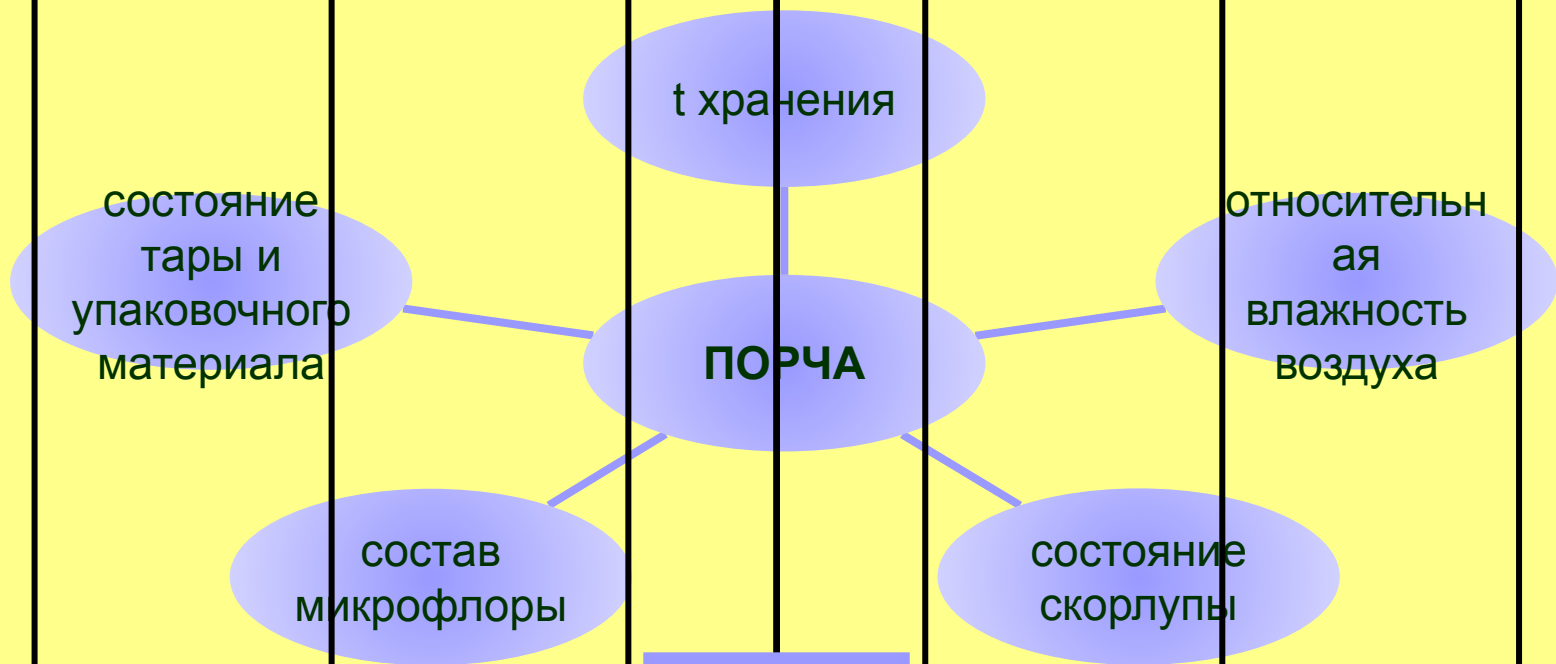 t хранения
состояние
тары и
упаковочного
материала
относительн
ая
влажность
воздуха
ПОРЧА
состав
микрофлоры
состояние
скорлупы